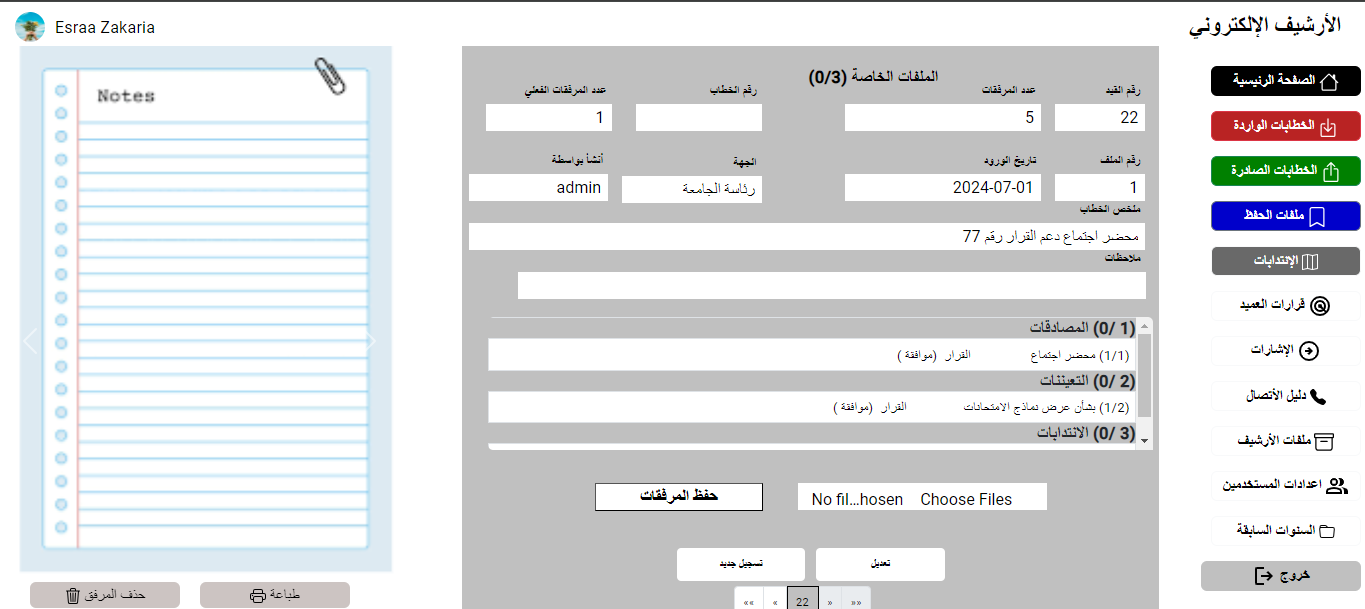 الأرشيف الإلكتروني
Esraa Zakaria
الصفحة الرئيسية
الخطابات الواردة
الخطابات الصادرة
ملفات الحفظ
الإنتدابات
قرارات العميد
الإشارات
دليل الأتصال
ملفات الأرشيف
اعدادات المستخدمين
السنوات السابقة
خروج
الملفات الخاصة (0/3)
رقم القيد
عدد المرفقات
رقم الخطاب
عدد المرفقات الفعلي
22
5
1
رقم الملف
تاريخ الورود
الجهة
أنشأ بواسطة
1
2024-07-01
رئاسة الجامعة
admin
ملخص الخطاب
محضر اجتماع دعم القرار رقم 77
ملاحظات
(0/ 1) المصادقات
(1/1) محضر اجتماع القرار (موافقة )
(0/ 2) التعيينات
(1/2) بشأن عرض نماذج الامتحانات القرار (موافقة )
(0/ 3) الانتدابات
Choose Files No fil...hosen
حفظ المرفقات
تعديل
تسجيل جديد
«« « 22 » »»
Notes
طباعة
حذف المرفق